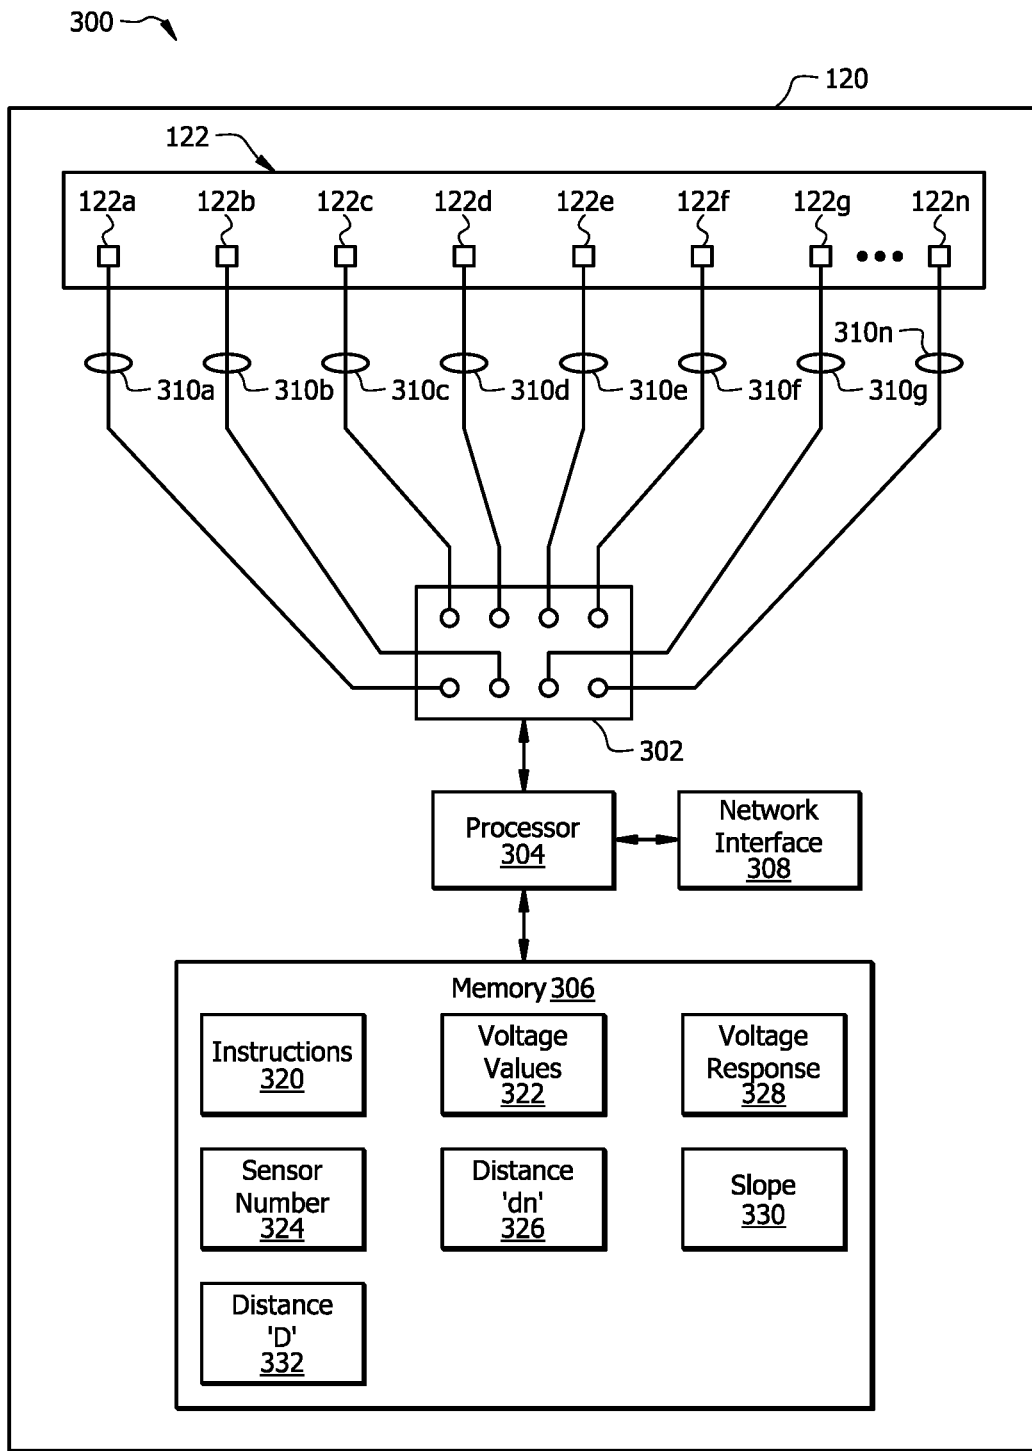 300
120
122
122a 122b 122c 122d 122e 122f 122g 122n
310n
310a 310b 310c 310d 310e 310f 310g
302
Processor
304
Network
Interface
308
Memory 306
Instructions
320
Voltage
Values
322
Voltage
Response
328
Sensor
Number
324
Distance
'dn'
326
Slope
330
Distance
'D'
332